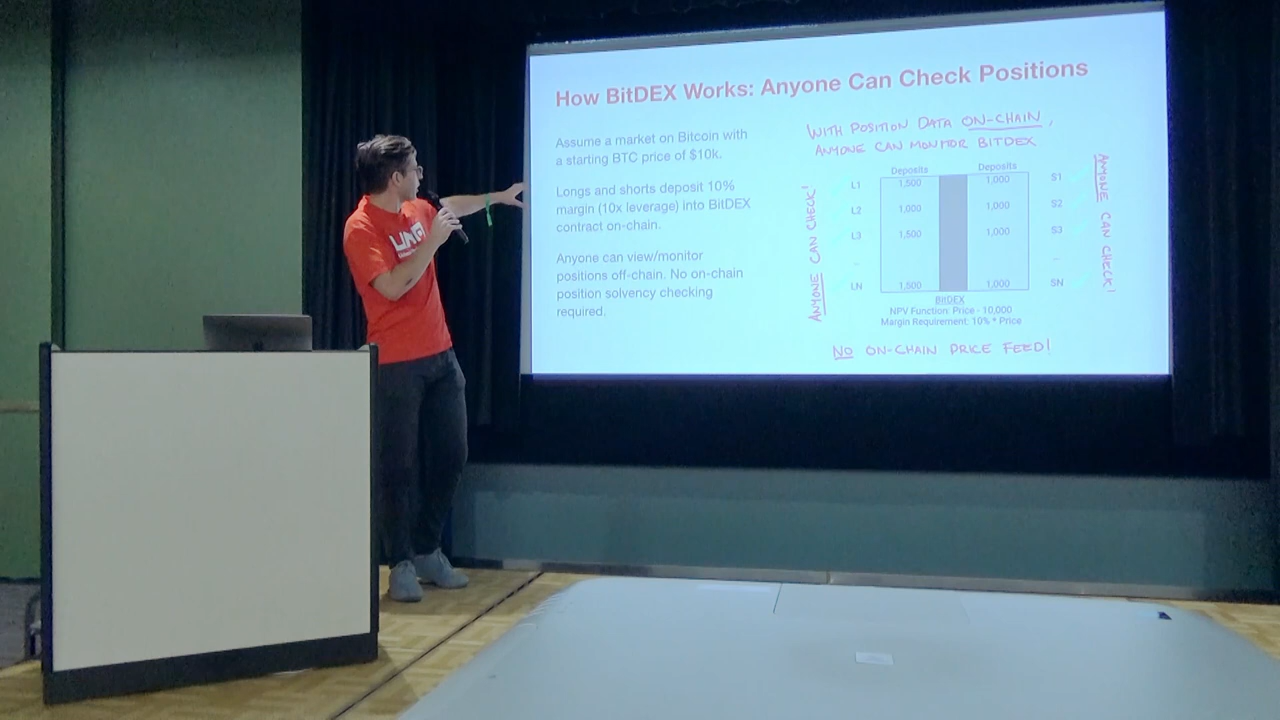 How BitDEX Works: Anyone Can Check Positions
Assume a market on Bitcoin with
a starting BTC price of $10k.
Longs and shorts deposit 10%
margin (10x leverage) into BitDEX
contract on-chain.
Anyone can view/monitor
positions off-chain. No on-chain
position solvency checking
required.
WITH POSITION DATA ON-CHAIN,
ANYONE CAN MONITOR BITDEX
ANYONE CAN CHECK!
Deposits Deposits
L1 1,500 1,000 S1
L2 1,000 1,000 S2
L3 1,500 1,000 S3
LN 1,500 1,000 SN
BitDEX
NPV Function: Price - 10,000
Margin Requirement: 10% * Price
ANYONE CAN CHECK!
NO ON-CHAIN PRICE FEED!